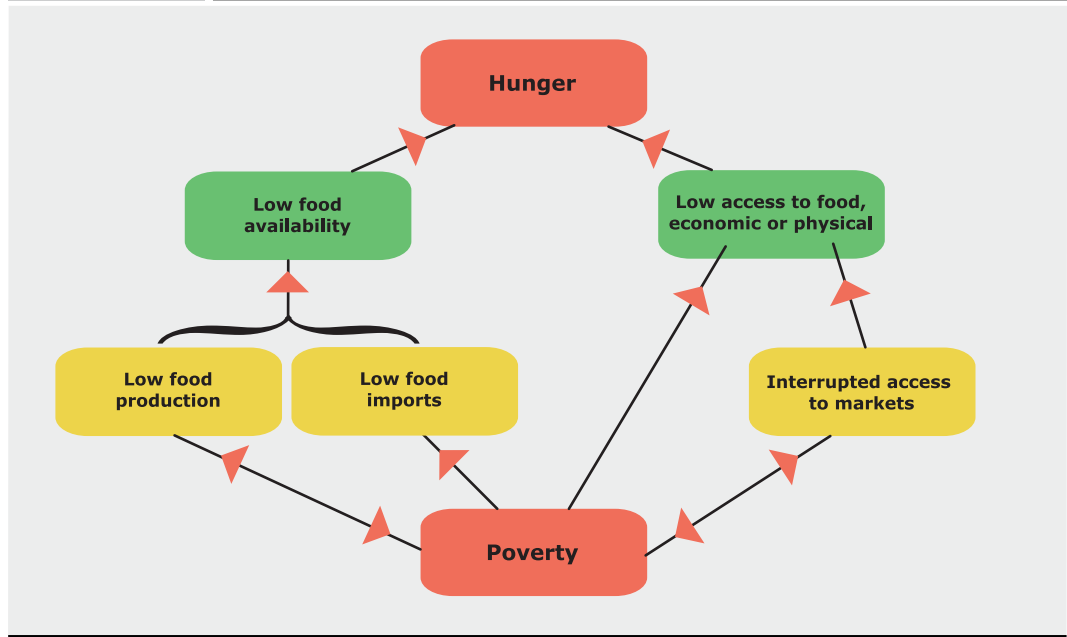 Hunger
Low food
availability
Low access to food,
economic or physical
Low food
production
Low food
imports
Interrupted access
to markets
Poverty